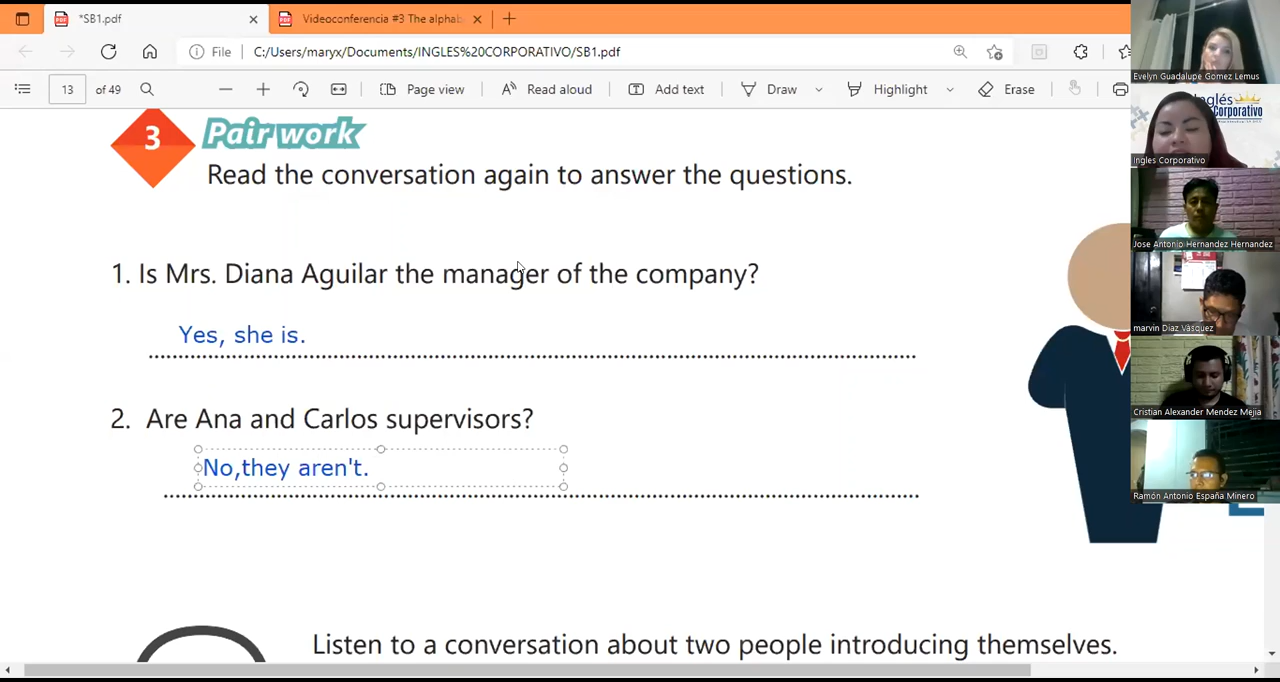 *SB1.pdf
Videoconferencia #3 The alphab
File C:/Users/maryx/Documents/INGLES%20CORPORATIVO/SB1.pdf
13 of 49 Page view Read aloud Add text Draw Highlight Erase
3 Pair work
Read the conversation again to answer the questions.
1. Is Mrs. Diana Aguilar the manager of the company?
Yes, she is.
2. Are Ana and Carlos supervisors?
No,they aren't.
Listen to a conversation about two people introducing themselves.
Evelyn Guadalupe Gomez Lemus
Inglés
Corporativo
Ingles Corporativo
Jose Antonio Hernandez Hernandez
marvin Diaz Vàsquez
Cristian Alexander Mendez Mejia
Ramón Antonio España Minero